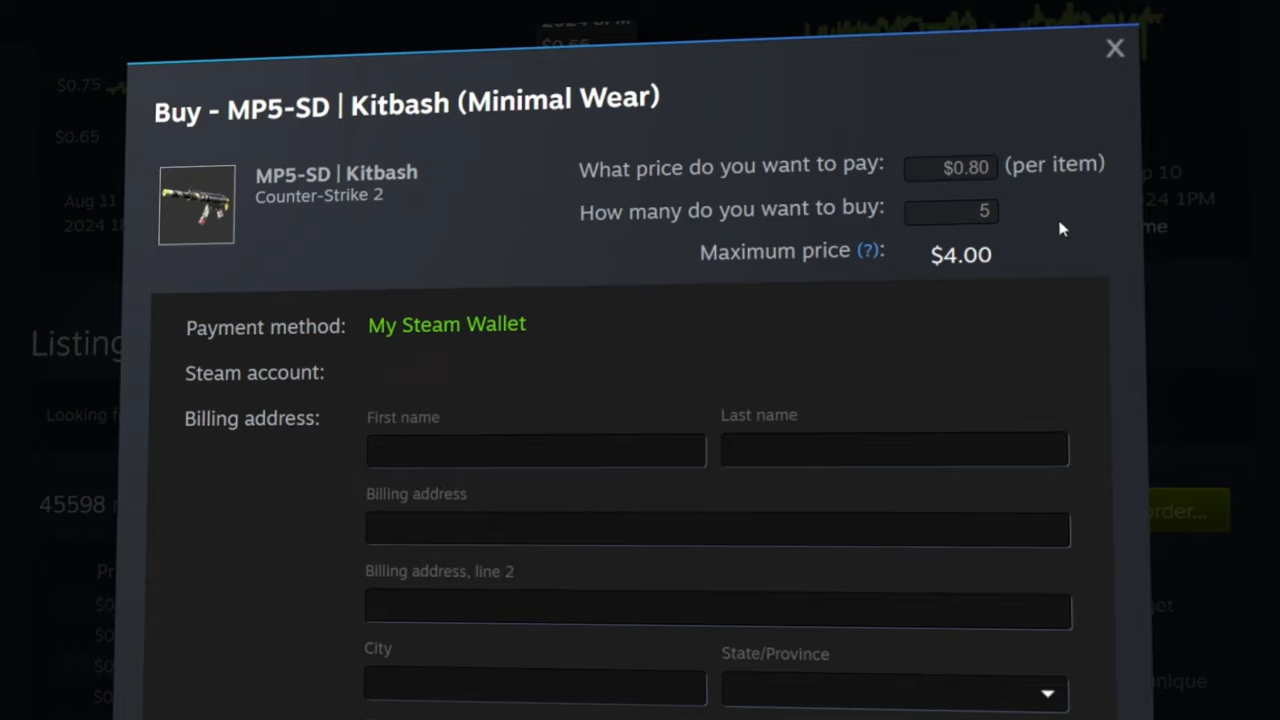 $0.75
$0.65
Aug 11
X
Buy - MP5-SD | Kitbash (Minimal Wear)
MP5-SD | Kitbash
Counter-Strike 2
What price do you want to pay: $0.80 (per item)
How many do you want to buy: 5
Maximum price (?): $4.00
Payment method: My Steam Wallet
Steam account:
Billing address:
First name
Last name
Billing address
Billing address, line 2
City
State/Province
Listing
Looking
45598
order...